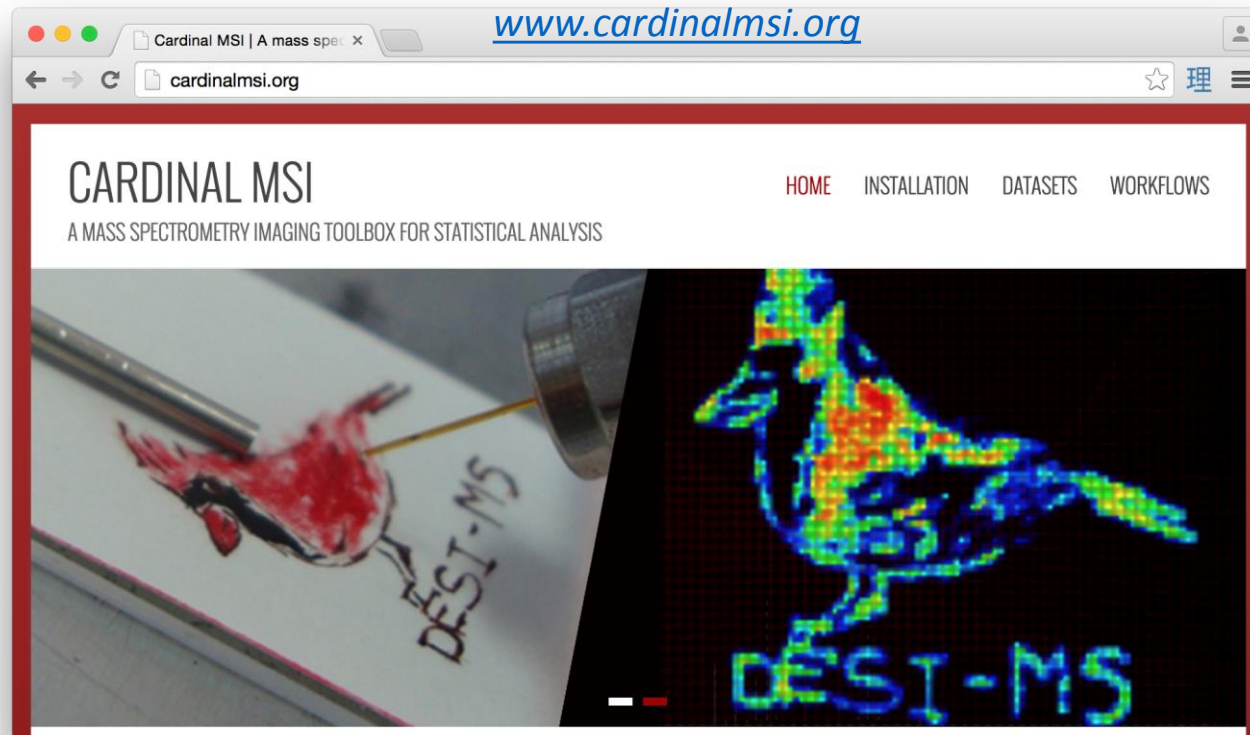 www.cardinalmsi.org
Cardinal MSI | A mass spec
cardinalmsi.org
理
CARDINAL MSI
HOME INSTALLATION DATASETS WORKFLOWS
A MASS SPECTROMETRY IMAGING TOOLBOX FOR STATISTICAL ANALYSIS
DESI-MS
DESI-MS